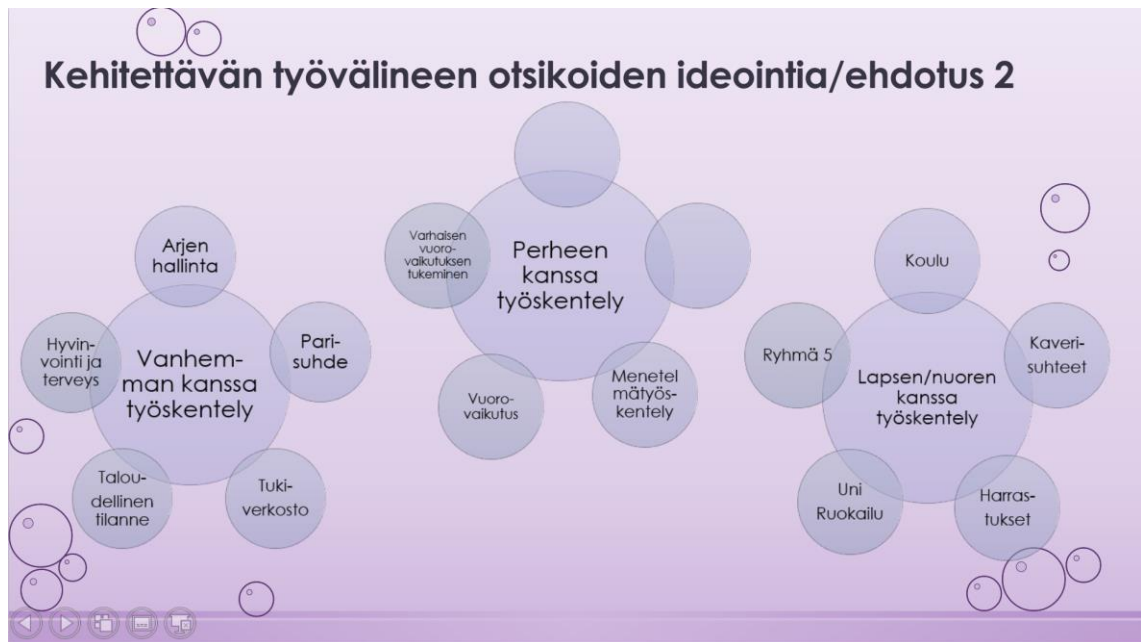 Kehitettävän työvälineen otsikoiden ideointia/ehdotus 2
Arjen
hallinta
Hyvin-
vointi ja
terveys
Vanhem-
man kanssa
työskentely
Pari-
suhde
Talou-
dellinen
tilanne
Tuki-
verkosto
Varhaisen
vuoro-
vaikutuksen
tukeminen
Perheen
kanssa
työskentely
Vuoro-
vaikutus
Menetel
mätyös-
kentely
Koulu
Ryhmä 5
Lapsen/nuoren
kanssa
työskentely
Kaveri-
suhteet
Uni
Ruokailu
Harras-
tukset